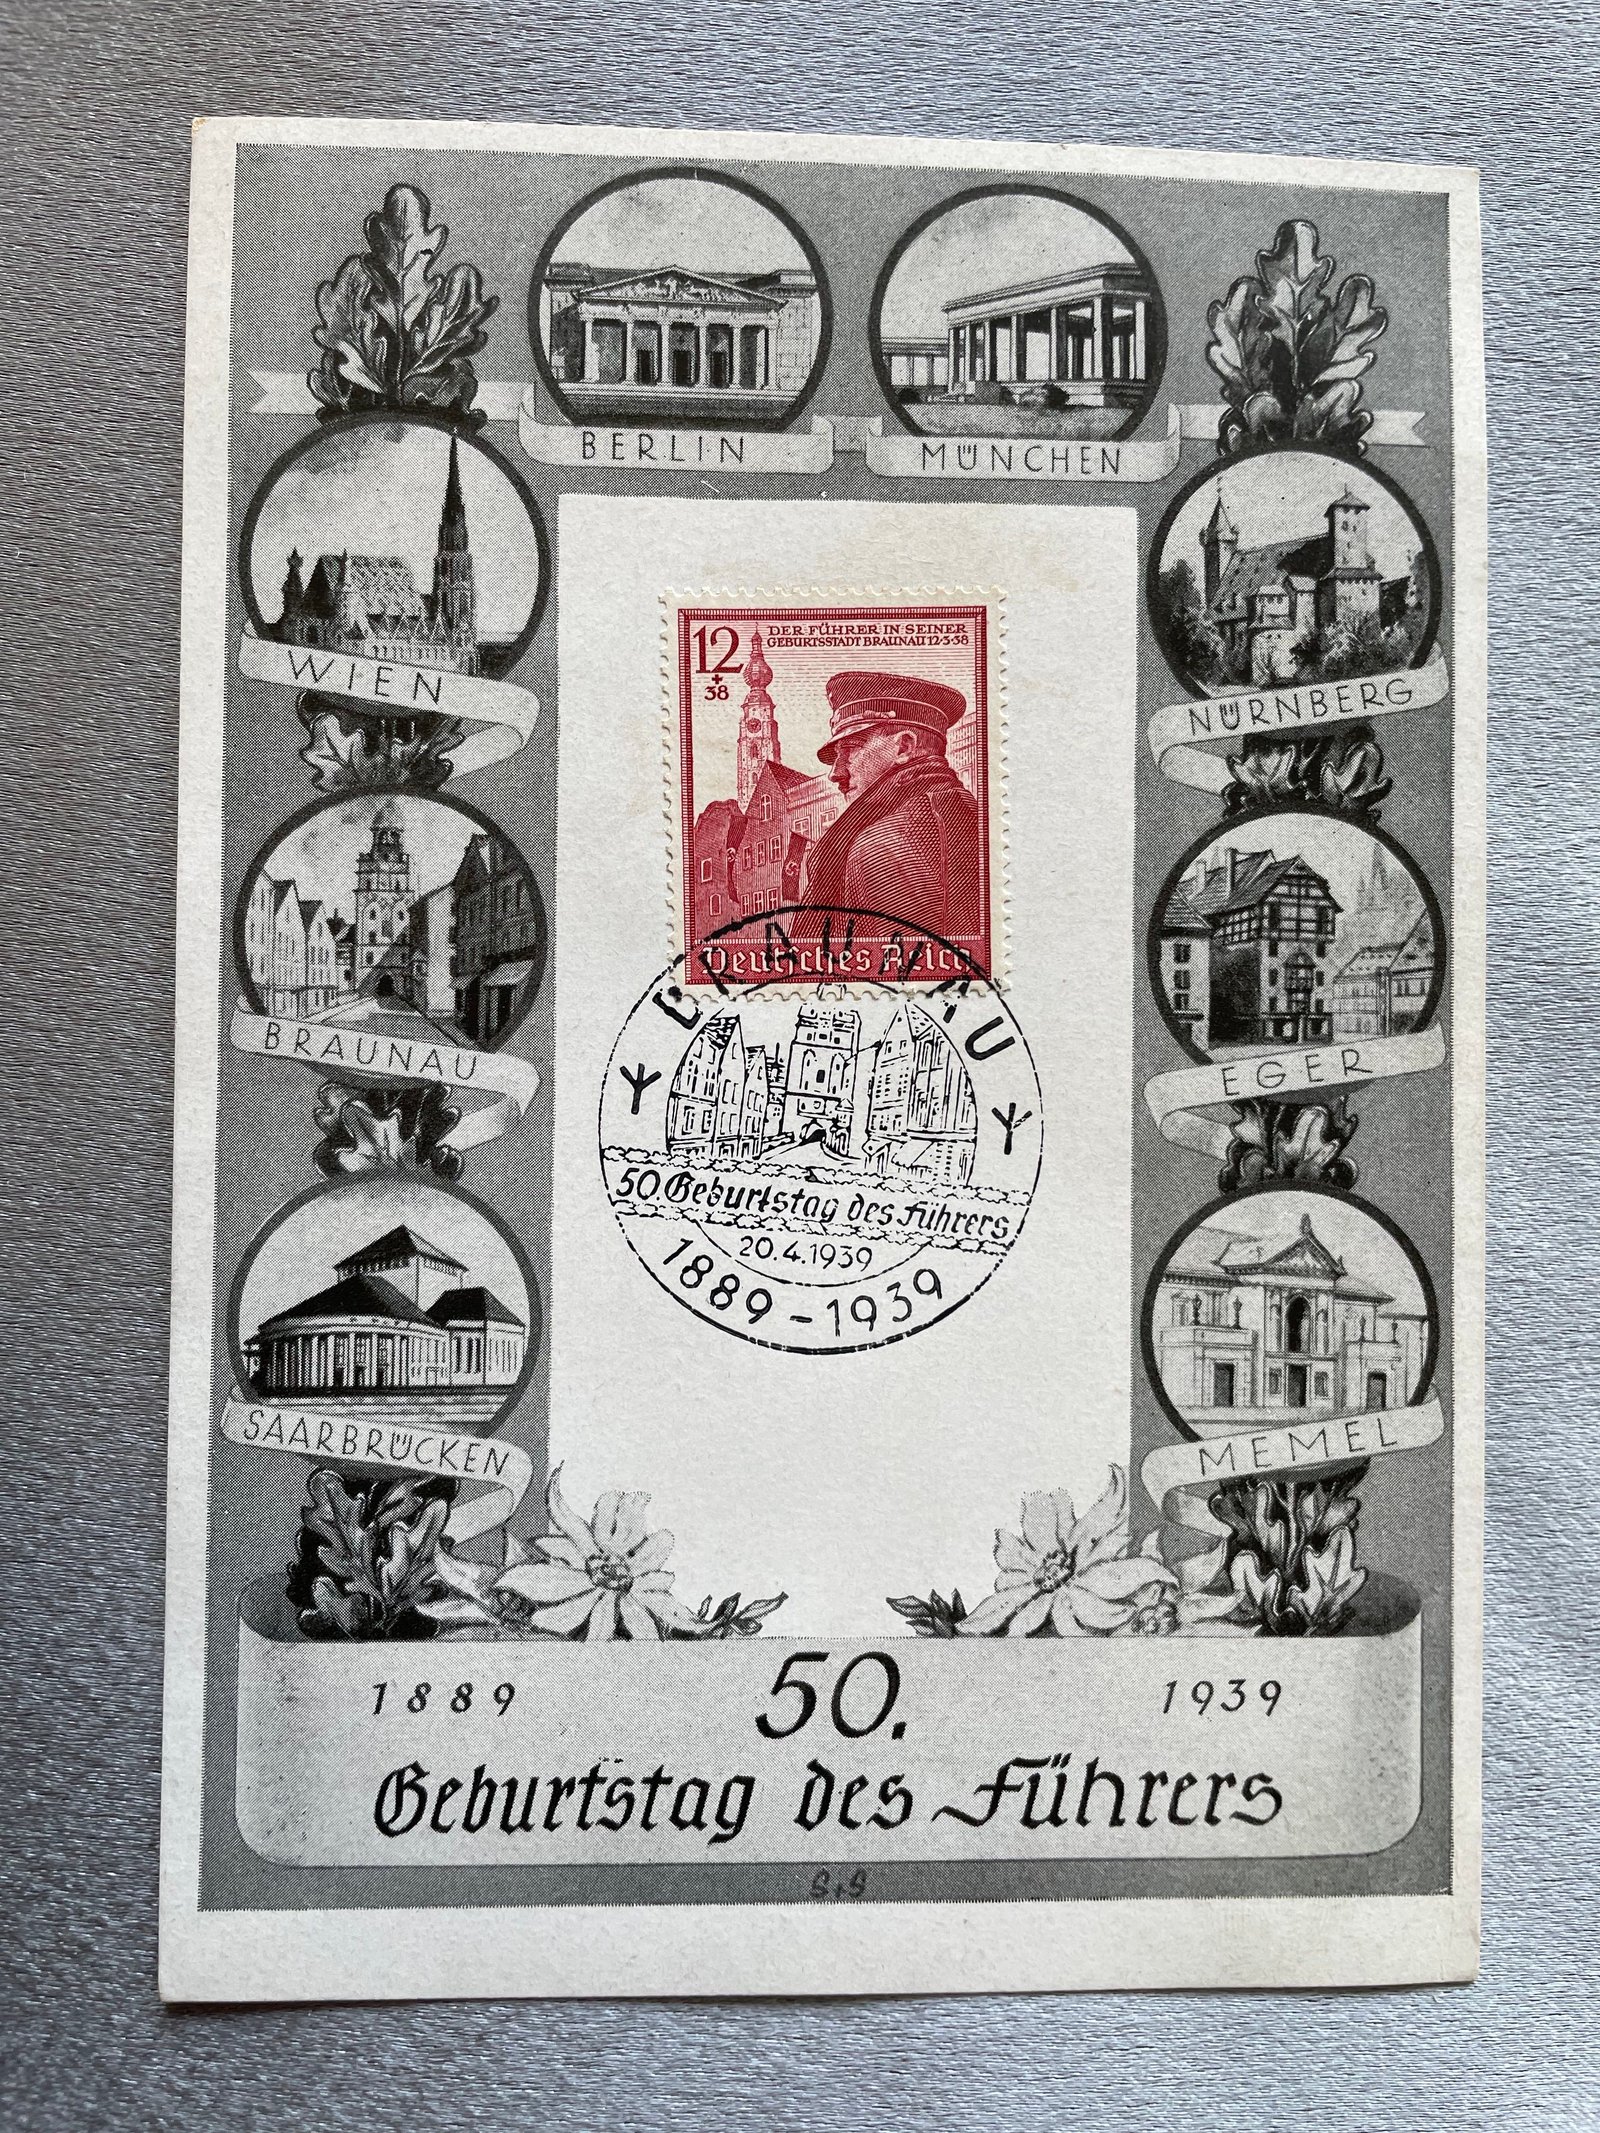 BERLIN
MÜNCHEN
WIEN
NÜRNBERG
BRAUNAU
EGER
SAARBRÜCKEN
MEMEL
12
+
38
DER FÜHRER IN SEINER
GEBURTSSTADT BRAUNAU 12·3·38
Deutsches Reich
BRAUNAU
50. Geburtstag des Führers
20.4.1939
1889-1939
1889 50. 1939
Geburtstag des Führers
S+S